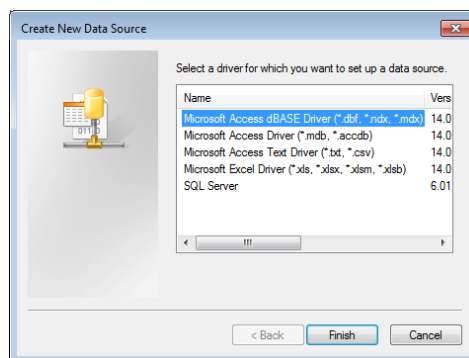 Create New Data Source
Select a driver for which you want to set up a data source.
Name Vers
Microsoft Access dBASE Driver (*.dbf, *.ndx, *.mdx) 14.0
Microsoft Access Driver (*.mdb, *.accdb) 14.0
Microsoft Access Text Driver (*.txt, *.csv) 14.0
Microsoft Excel Driver (*.xls, *.xlsx, *.xlsm, *.xlsb) 14.0
SQL Server 6.01
< Back Finish Cancel